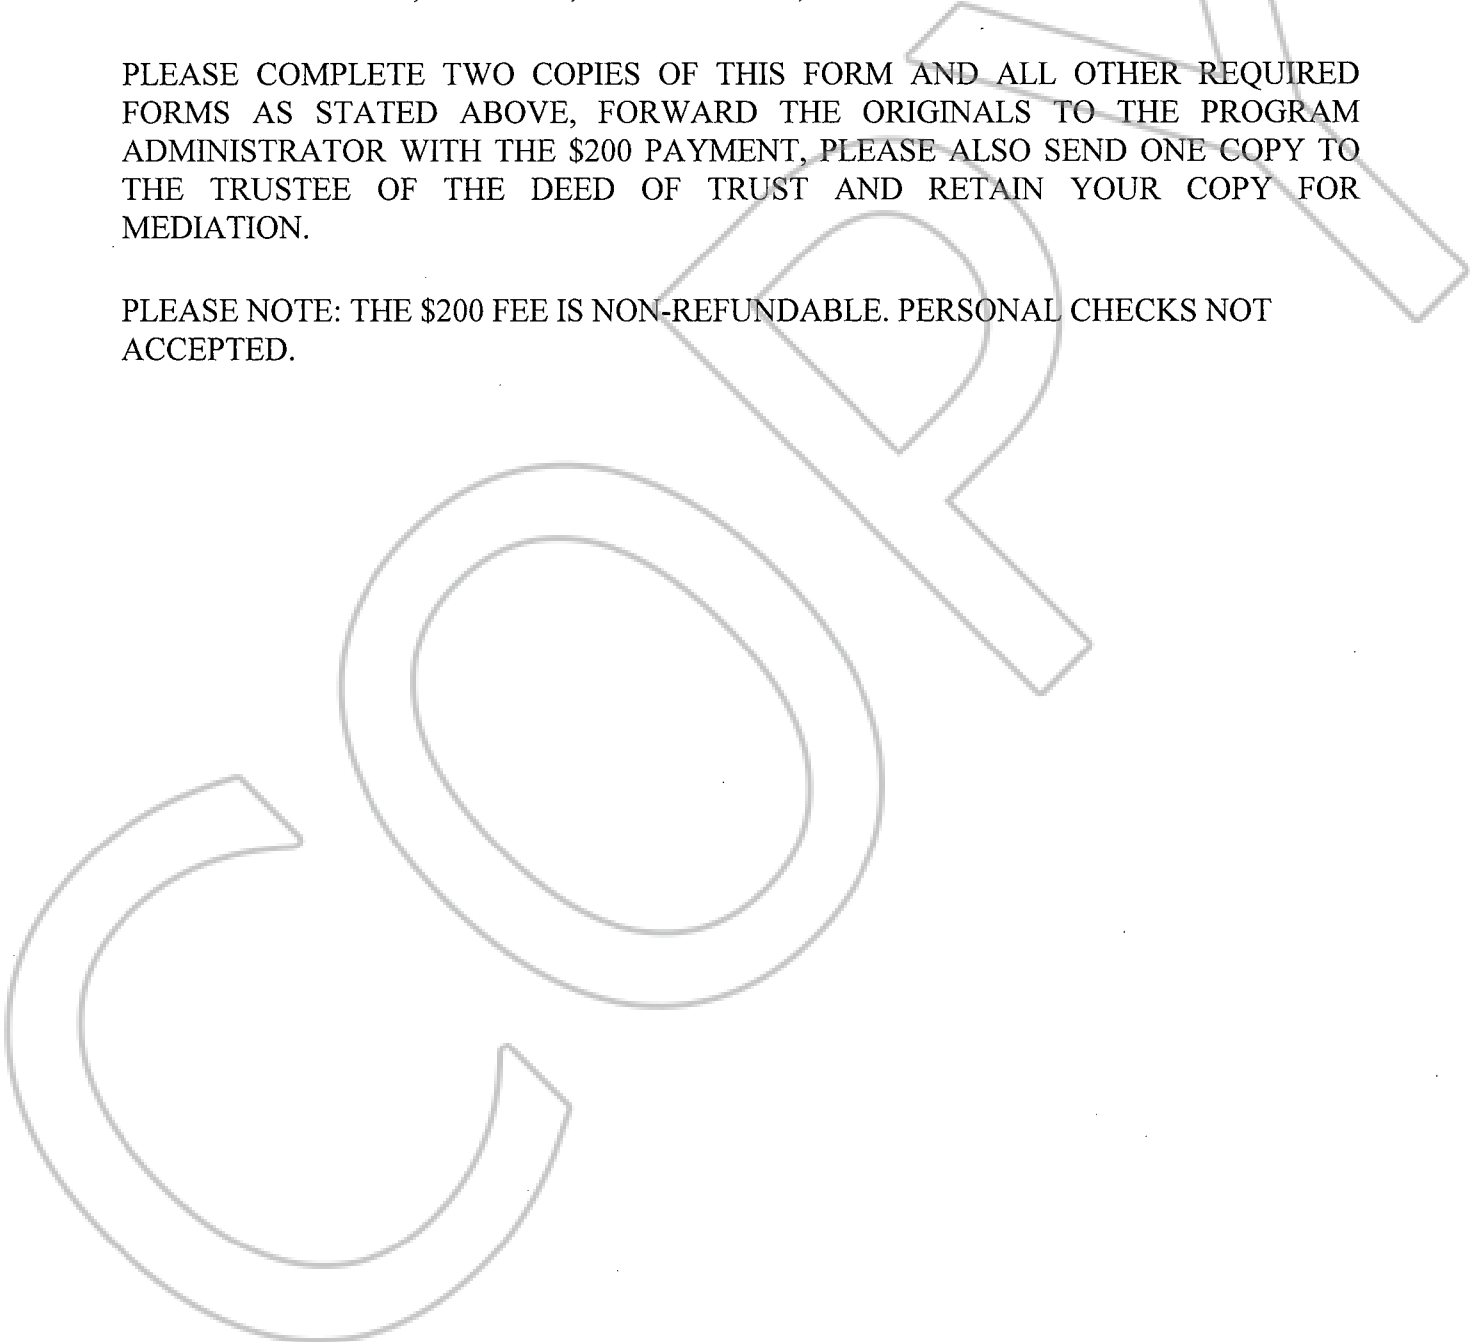 PLEASE COMPLETE TWO COPIES OF THIS FORM AND ALL OTHER REQUIRED
FORMS AS STATED ABOVE, FORWARD THE ORIGINALS TO THE PROGRAM
ADMINISTRATOR WITH THE $200 PAYMENT, PLEASE ALSO SEND ONE COPY TO
THE TRUSTEE OF THE DEED OF TRUST AND RETAIN YOUR COPY FOR
MEDIATION.
PLEASE NOTE: THE $200 FEE IS NON-REFUNDABLE. PERSONAL CHECKS NOT
ACCEPTED.
COPY